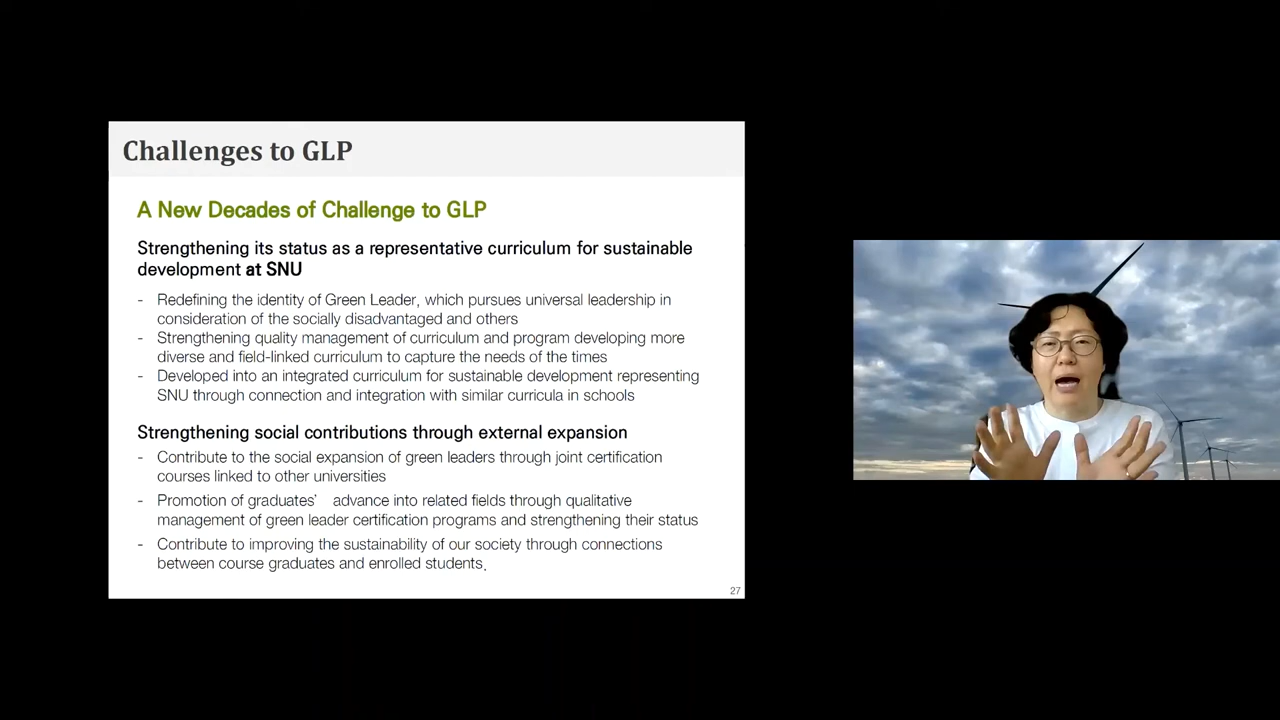 Challenges to GLP
A New Decades of Challenge to GLP
Strengthening its status as a representative curriculum for sustainable
development at SNU
- Redefining the identity of Green Leader, which pursues universal leadership in
consideration of the socially disadvantaged and others
- Strengthening quality management of curriculum and program developing more
diverse and field-linked curriculum to capture the needs of the times
- Developed into an integrated curriculum for sustainable development representing
SNU through connection and integration with similar curricula in schools
Strengthening social contributions through external expansion
- Contribute to the social expansion of green leaders through joint certification
courses linked to other universities
- Promotion of graduates’ advance into related fields through qualitative
management of green leader certification programs and strengthening their status
- Contribute to improving the sustainability of our society through connections
between course graduates and enrolled students.
27